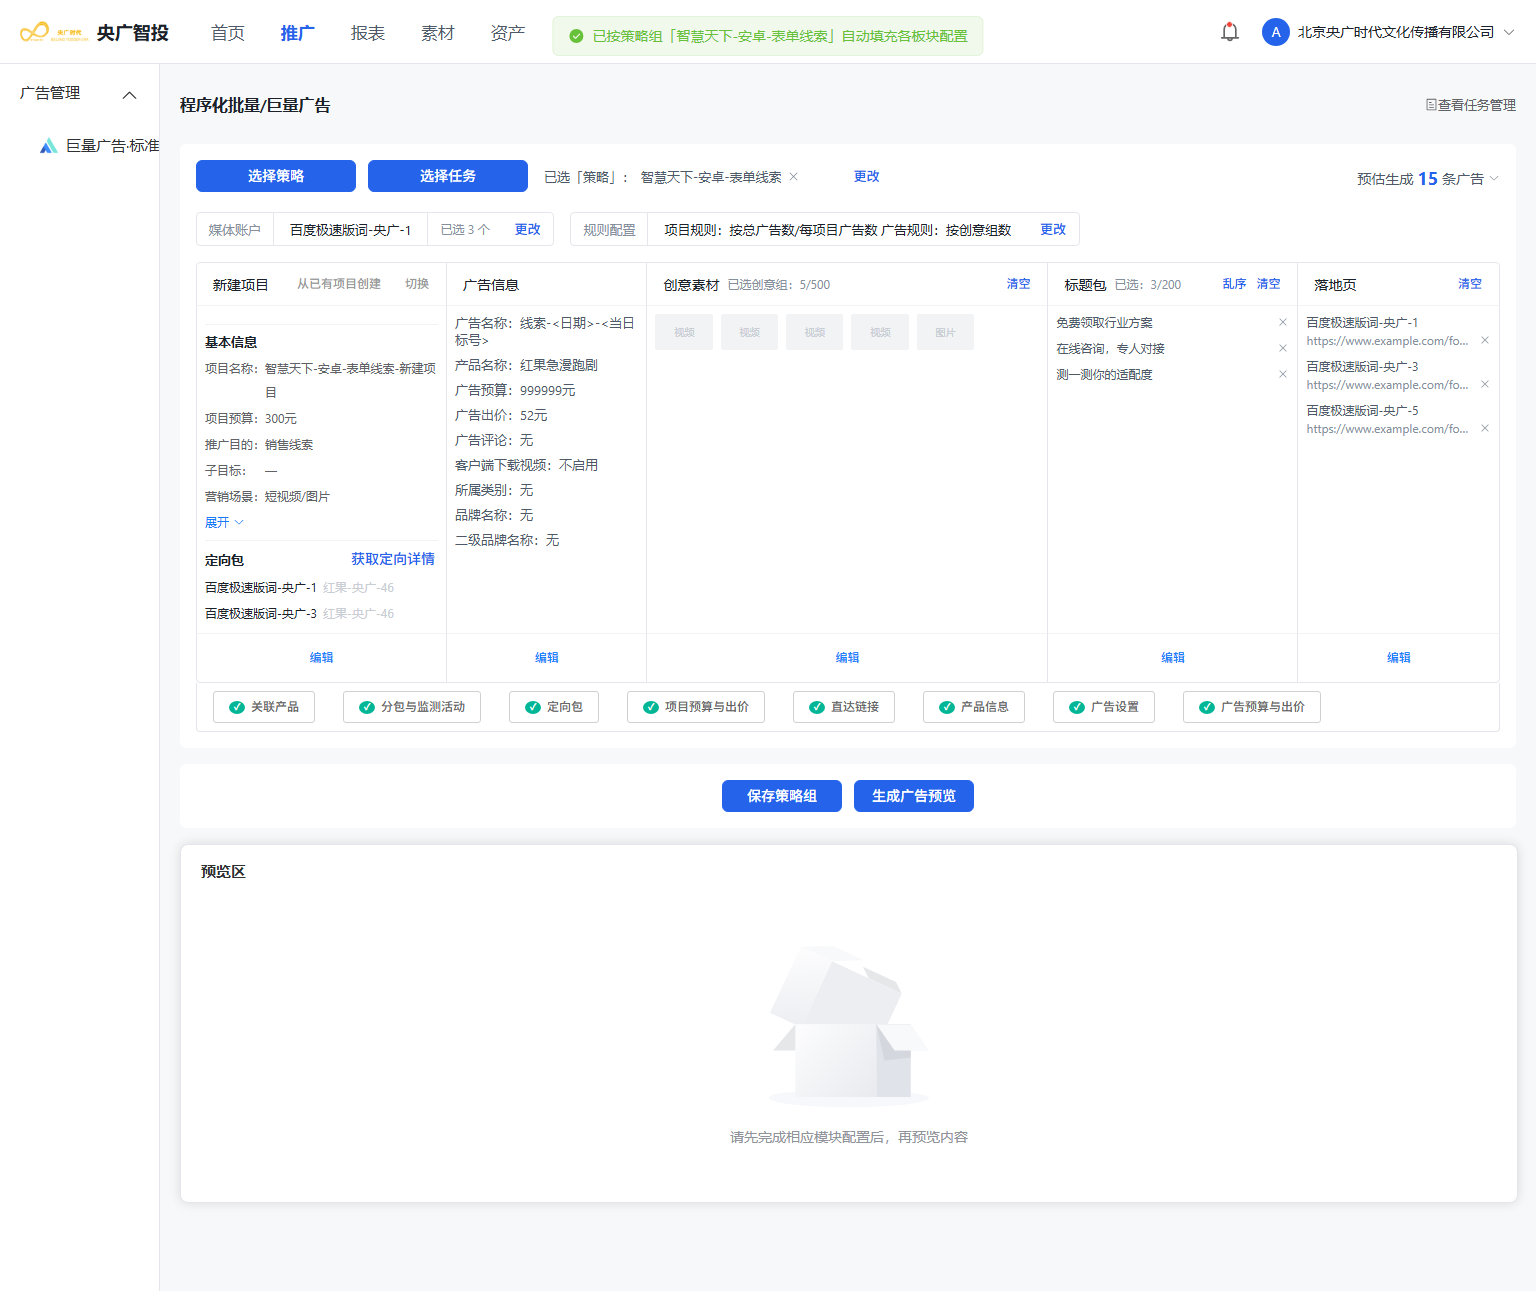 央广时代
央广智投
首页
推广
报表
素材
资产
已按策略组「智慧天下-安卓-表单线索」自动填充各板块配置
A
北京央广时代文化传播有限公司
广告管理
巨量广告·标准
程序化批量/巨量广告
查看任务管理
选择策略
选择任务
已选「策略」：
智慧天下-安卓-表单线索
更改
预估生成 15 条广告
媒体账户
百度极速版词-央广-1
已选 3 个
更改
规则配置
项目规则：按总广告数/每项目广告数 广告规则：按创意组数
更改
新建项目
从已有项目创建
切换
基本信息
项目名称：智慧天下-安卓-表单线索-新建项
目
项目预算：300元
推广目的：销售线索
子目标：—
营销场景：短视频/图片
展开
定向包
获取定向详情
百度极速版词-央广-1 红果-央广-46
百度极速版词-央广-3 红果-央广-46
编辑
广告信息
广告名称：线索-<日期>-<当日
标号>
产品名称：红果急漫跑剧
广告预算：999999元
广告出价：52元
广告评论：无
客户端下载视频：不启用
所属类别：无
品牌名称：无
二级品牌名称：无
编辑
创意素材
已选创意组：5/500
清空
视频
视频
视频
视频
图片
编辑
标题包
已选：3/200
乱序
清空
免费领取行业方案
在线咨询，专人对接
测一测你的适配度
编辑
落地页
清空
百度极速版词-央广-1
https://www.example.com/fo...
百度极速版词-央广-3
https://www.example.com/fo...
百度极速版词-央广-5
https://www.example.com/fo...
编辑
关联产品
分包与监测活动
定向包
项目预算与出价
直达链接
产品信息
广告设置
广告预算与出价
保存策略组
生成广告预览
预览区
请先完成相应模块配置后，再预览内容